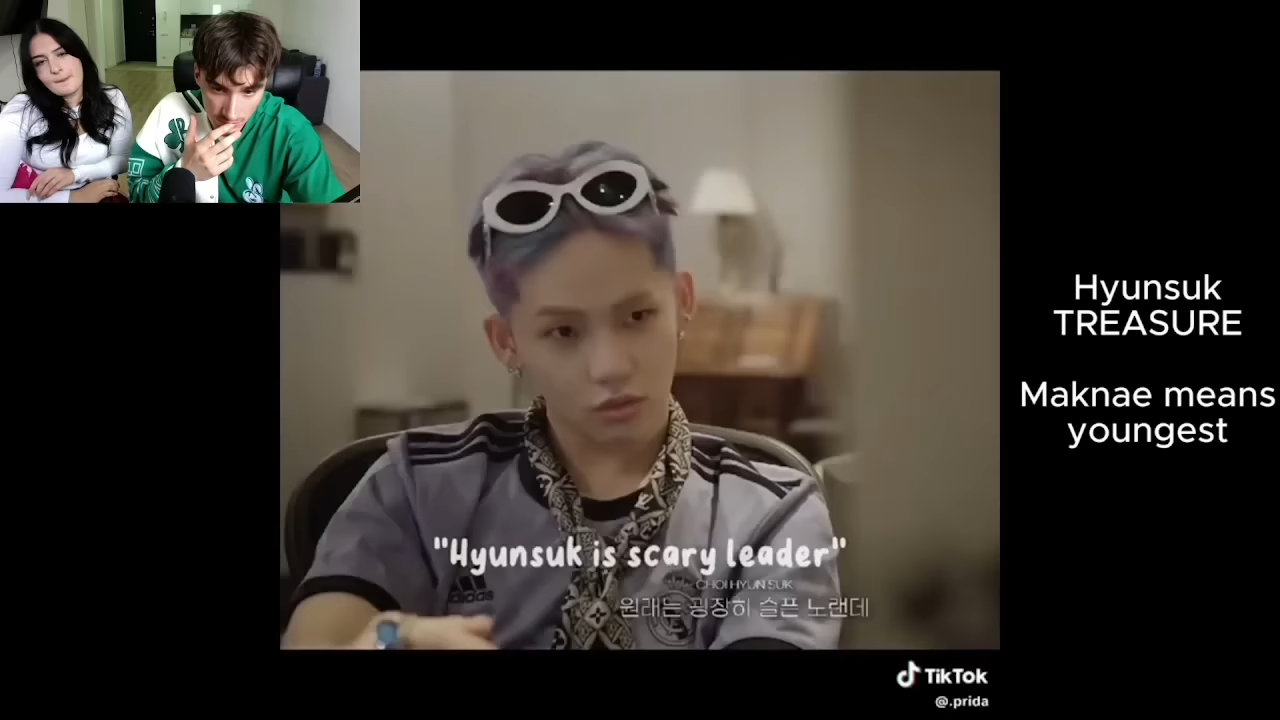 "Hyunsuk is scary leader"
CHOI HYUN SUK
원래는 굉장히 슬픈 노랜데
adidas
Hyunsuk
TREASURE
Maknae means
youngest
TikTok
@.prida